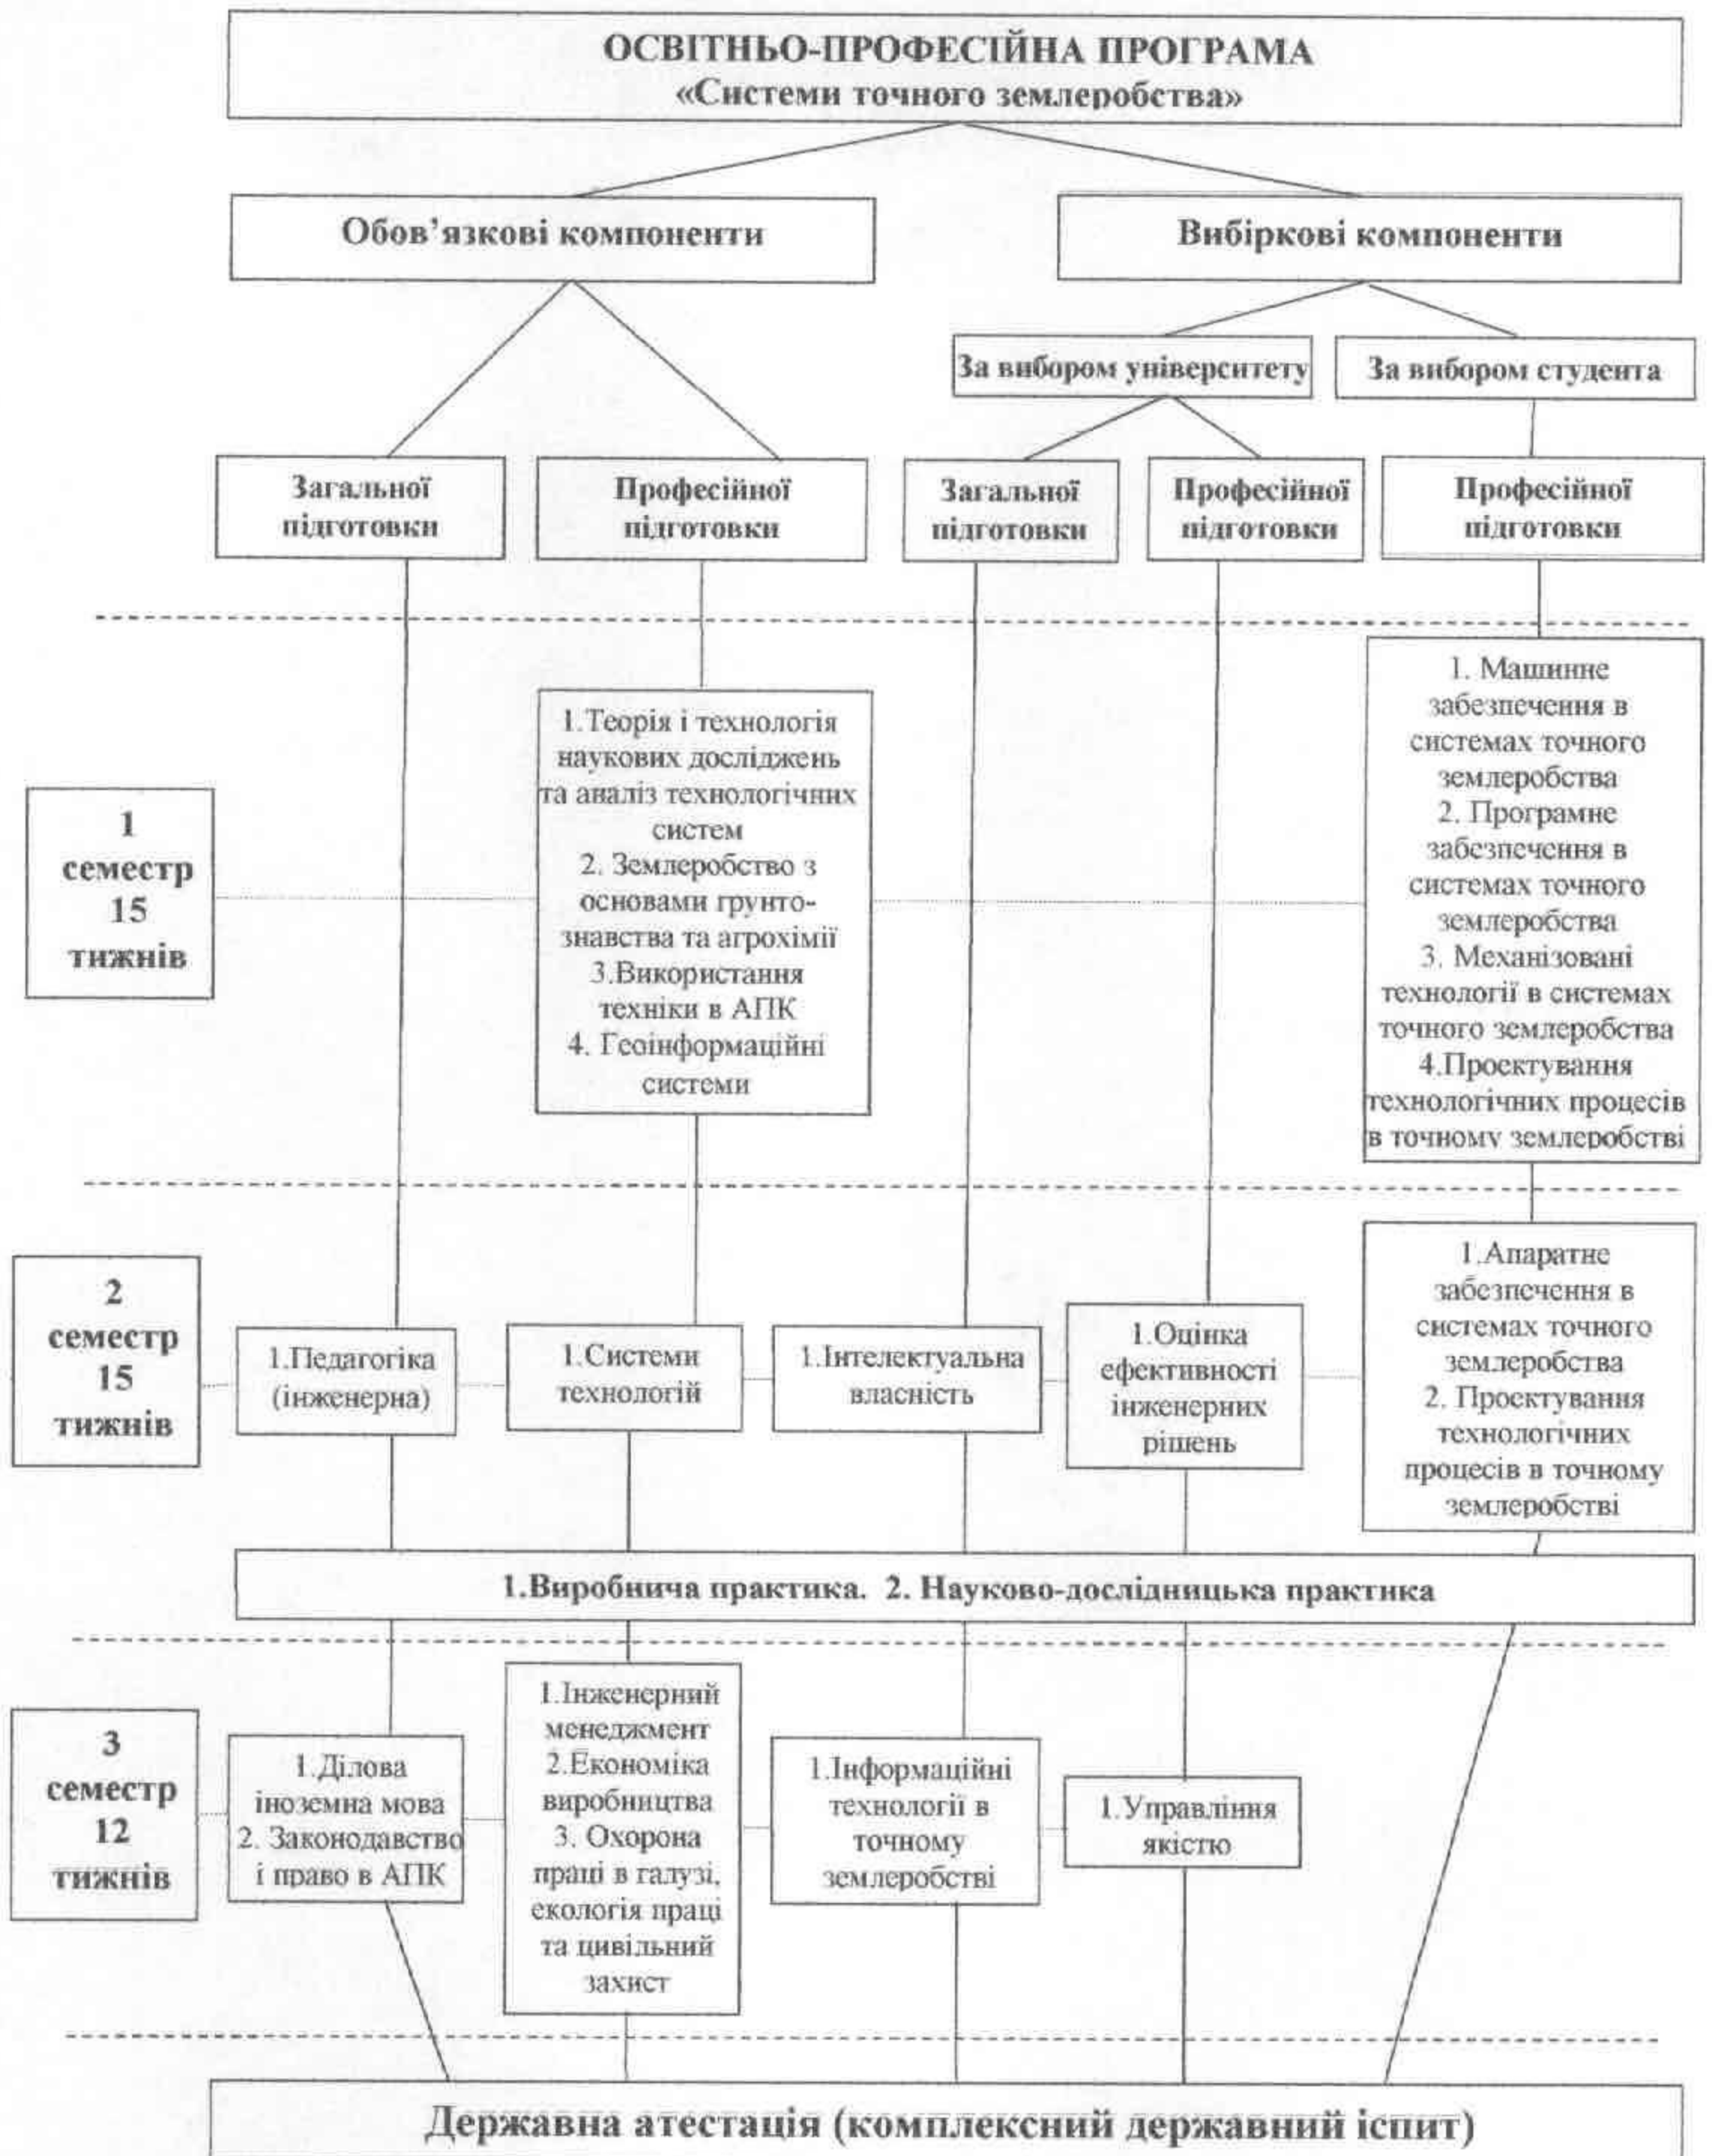 ОСВІТНЬО-ПРОФЕСІЙНА ПРОГРАМА
«Системи точного землеробства»
Обов’язкові компоненти
Вибіркові компоненти
За вибором університету
За вибором студента
Загальної
підготовки
Професійної
підготовки
Загальної
підготовки
Професійної
підготовки
Професійної
підготовки
1
семестр
15
тижнів
1.Теорія і технологія
наукових досліджень
та аналіз технологічних
систем
2. Землеробство з
основами грунто-
знавства та агрохімії
3.Використання
техніки в АПК
4. Геоінформаційні
системи
1. Машинне
забезпечення в
системах точного
землеробства
2. Програмне
забезпечення в
системах точного
землеробства
3. Механізовані
технології в системах
точного землеробства
4.Проектування
технологічних процесів
в точному землеробстві
2
семестр
15
тижнів
1.Педагогіка
(інженерна)
1.Системи
технологій
1.Інтелектуальна
власність
1.Оцінка
ефективності
інженерних
рішень
1.Апаратне
забезпечення в
системах точного
землеробства
2. Проектування
технологічних
процесів в точному
землеробстві
1.Виробнича практика. 2. Науково-дослідницька практика
3
семестр
12
тижнів
1.Ділова
іноземна мова
2. Законодавство
і право в АПК
1.Інженерний
менеджмент
2.Економіка
виробництва
3. Охорона
праці в галузі,
екологія праці
та цивільний
захист
1.Інформаційні
технології в
точному
землеробстві
1.Управління
якістю
Державна атестація (комплексний державний іспит)